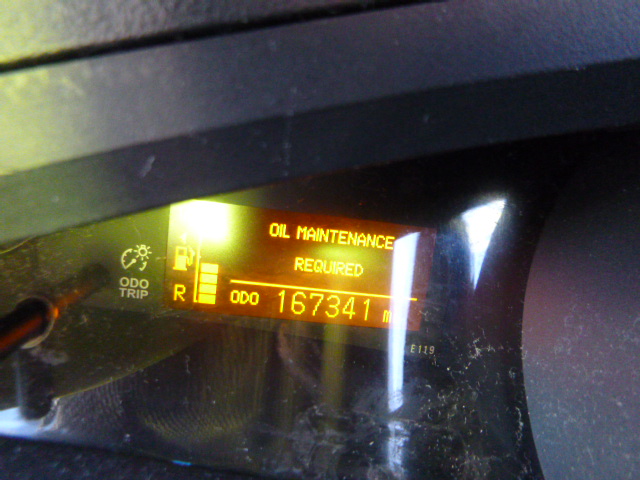 OIL MAINTENANCE
REQUIRED
ODO
TRIP
R
ODO 167341 m
E119